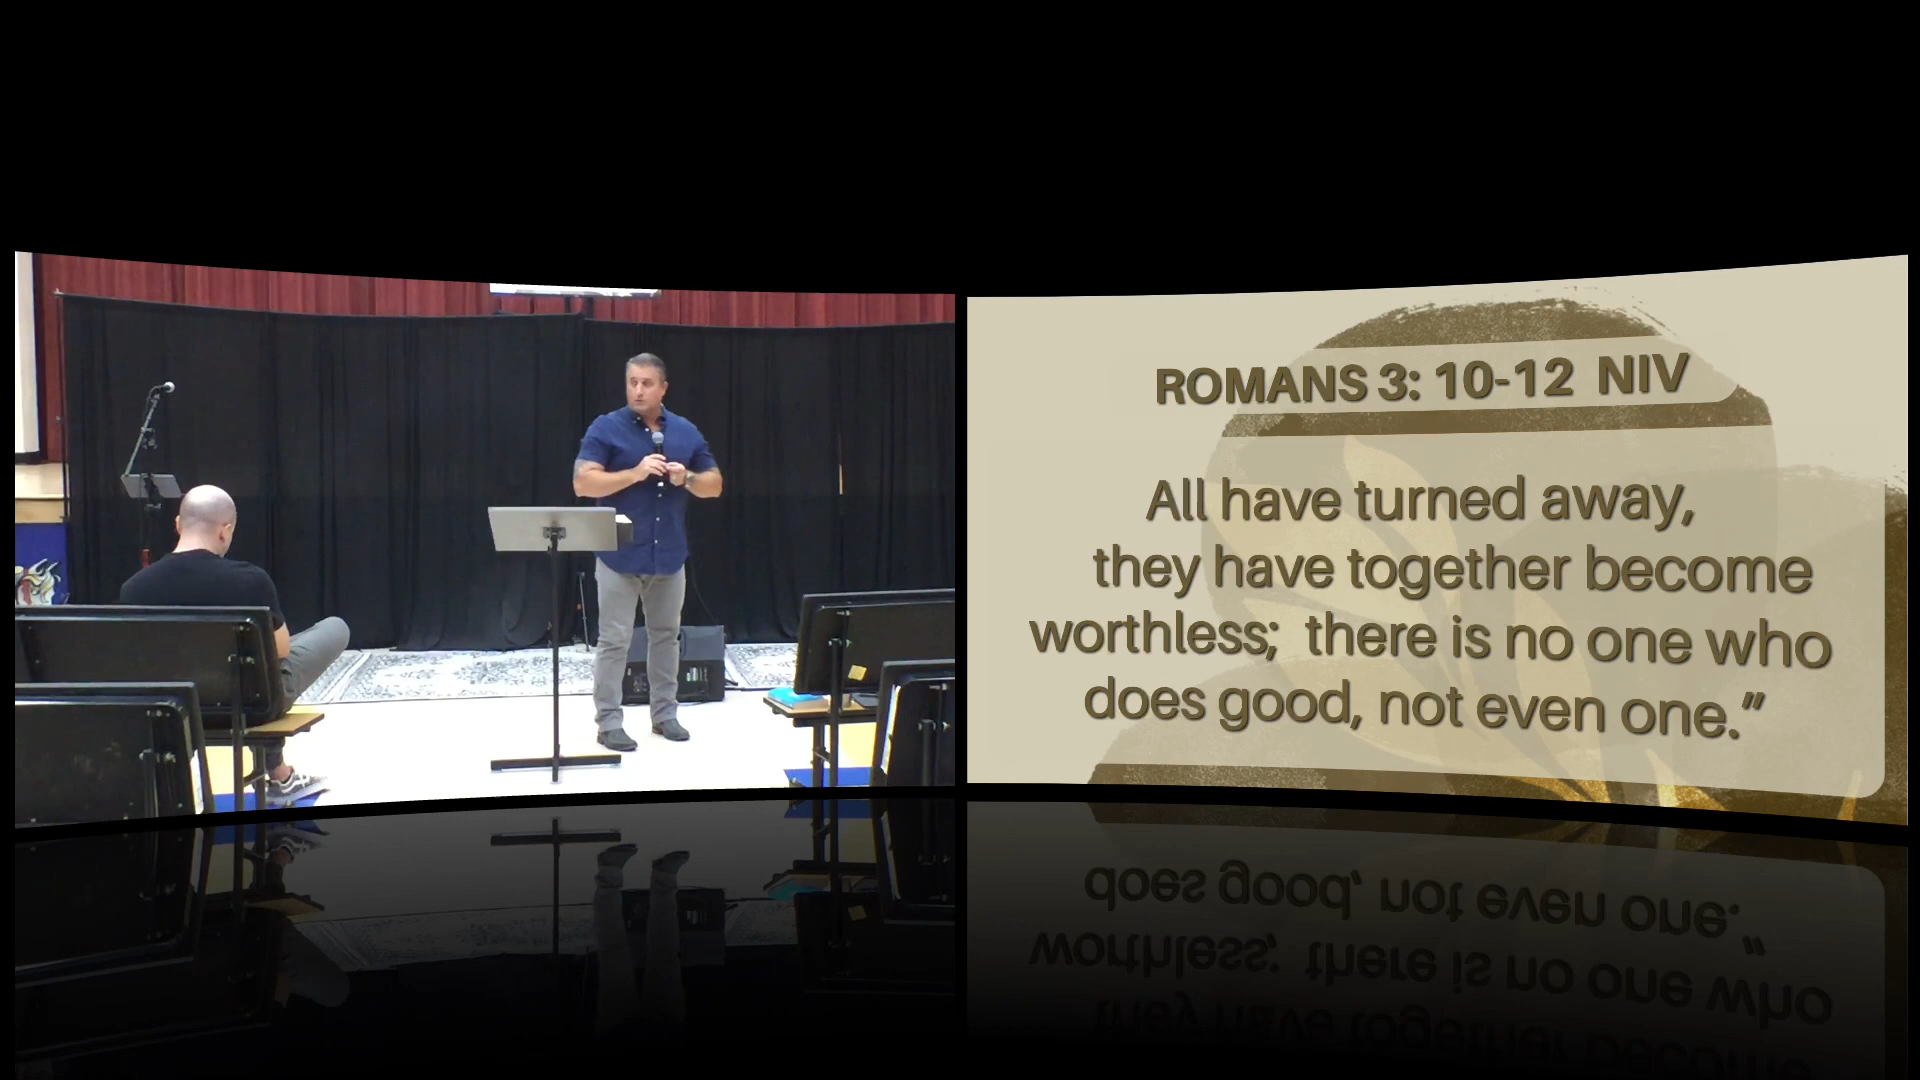 ROMANS 3: 10-12 NIV
All have turned away,
they have together become
worthless; there is no one who
does good, not even one.”